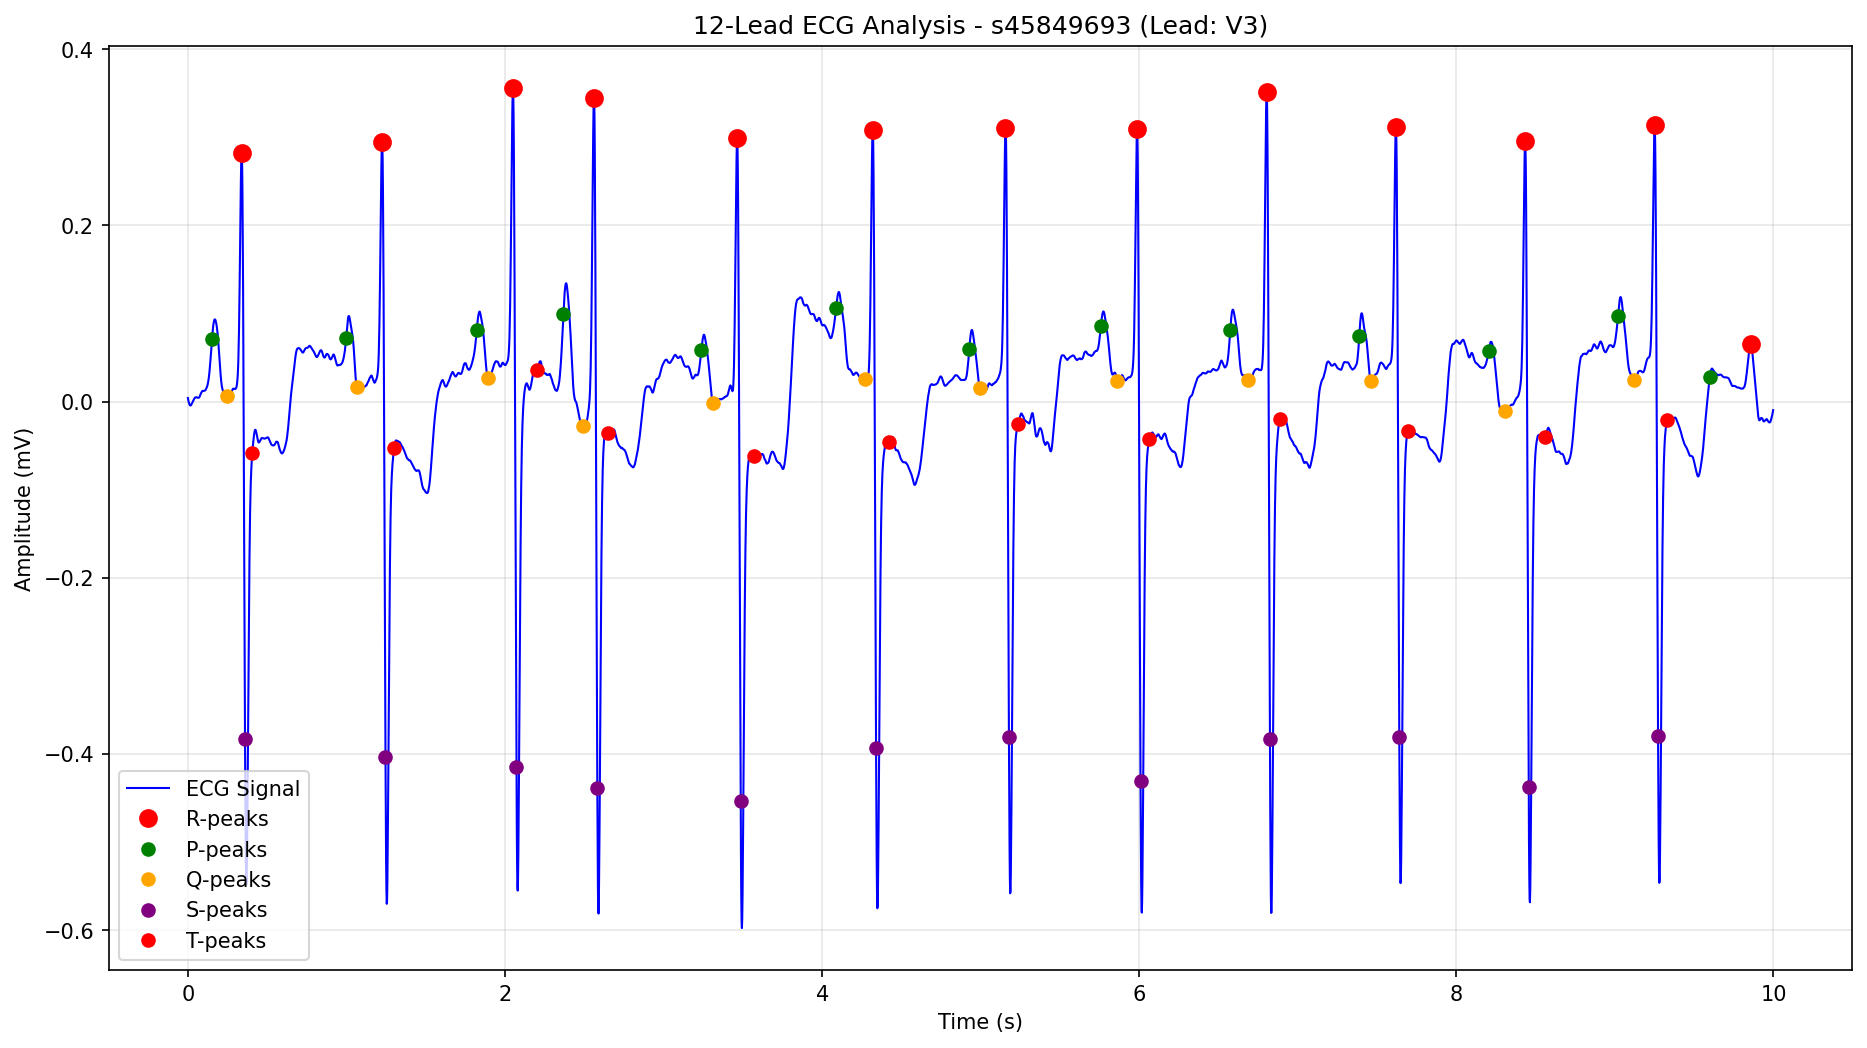 12-Lead ECG Analysis - s45849693 (Lead: V3)
Amplitude (mV)
0.4
0.2
0.0
−0.2
−0.4
−0.6
ECG Signal
R-peaks
P-peaks
Q-peaks
S-peaks
T-peaks
0 2 4 6 8 10
Time (s)